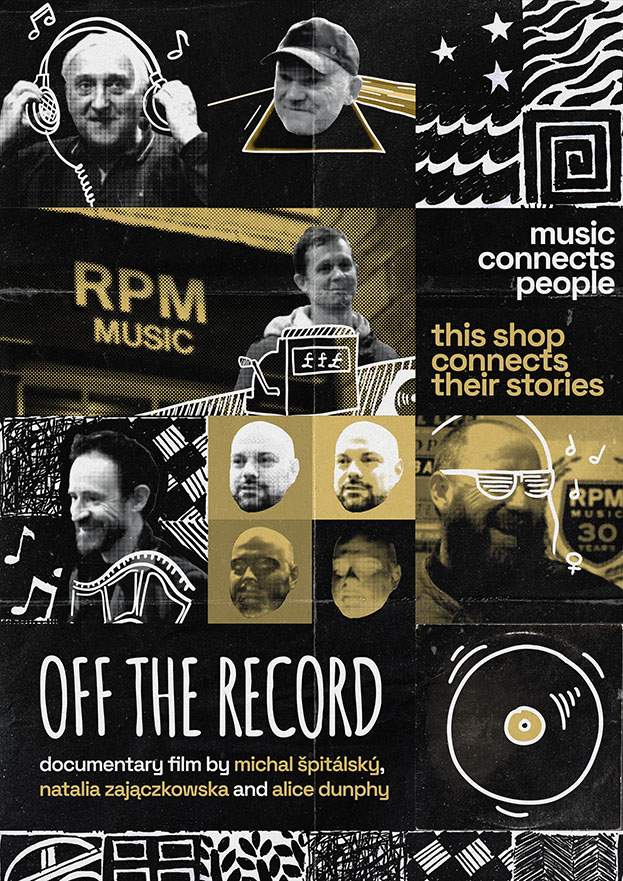 RPM
MUSIC
£ £ £
music
connects
people
this shop
connects
their stories
RPM
MUSIC
30
YEARS
OFF THE RECORD
documentary film by michal špitálský,
natalia zajączkowska and alice dunphy